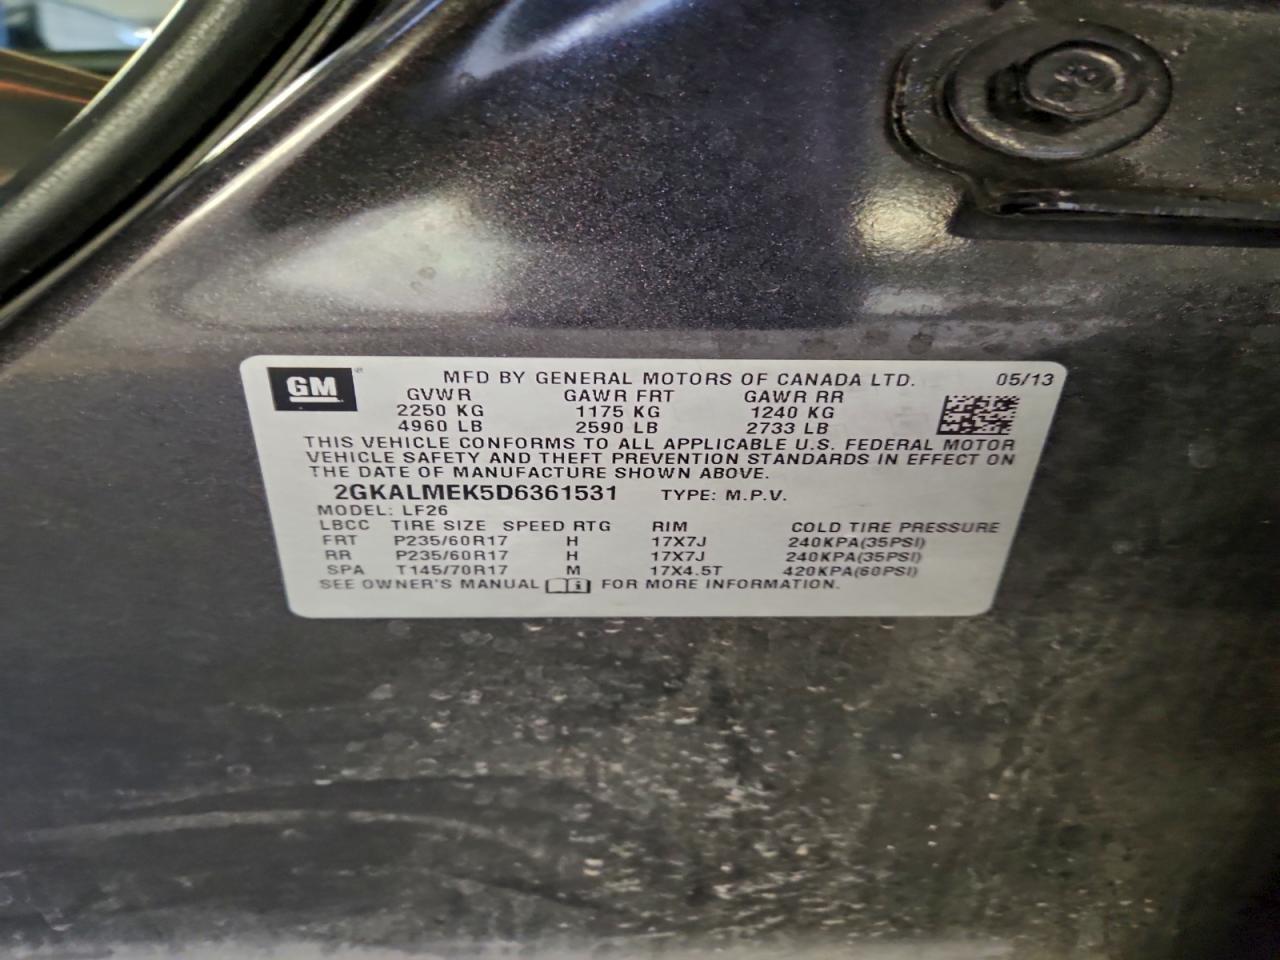 GM
MFD BY GENERAL MOTORS OF CANADA LTD. 05/13
GVWR GAWR FRT GAWR RR
2250 KG 1175 KG 1240 KG
4960 LB 2590 LB 2733 LB
THIS VEHICLE CONFORMS TO ALL APPLICABLE U.S. FEDERAL MOTOR
VEHICLE SAFETY AND THEFT PREVENTION STANDARDS IN EFFECT ON
THE DATE OF MANUFACTURE SHOWN ABOVE.
2GKALMEK5D6361531 TYPE: M.P.V.
MODEL: LF26
LBCC TIRE SIZE SPEED RTG RIM COLD TIRE PRESSURE
FRT P235/60R17 H 17X7J 240KPA(35PSI)
RR P235/60R17 H 17X7J 240KPA(35PSI)
SPA T145/70R17 M 17X4.5T 420KPA(60PSI)
SEE OWNER'S MANUAL FOR MORE INFORMATION.